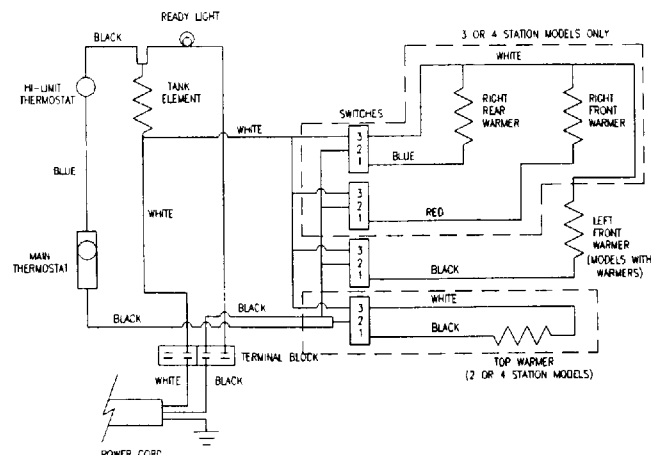 READY LIGHT
BLACK
3 OR 4 STATION MODELS ONLY
WHITE
HI-LIMIT
THERMOSTAT
TANK
ELEMENT
SWITCHES
RIGHT
REAR
WARMER
RIGHT
FRONT
WARMER
WHITE
3
2
1
BLUE
BLUE
WHITE
3
2
1
RED
MAIN
THERMOSTAT
3
2
1
BLACK
LEFT
FRONT
WARMER
(MODELS WITH
WARMERS)
BLACK
BLACK
3
2
1
WHITE
BLACK
TERMINAL BLOCK
TOP WARMER
(2 OR 4 STATION MODELS)
WHITE
BLACK
POWER CORD